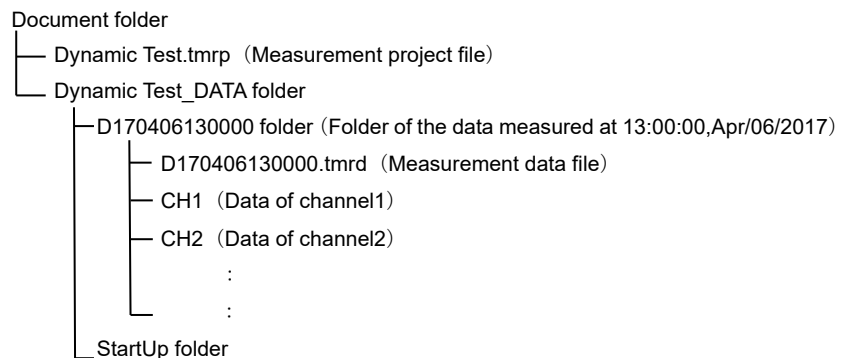 Document folder
Dynamic Test.tmrp（Measurement project file）
Dynamic Test_DATA folder
D170406130000 folder（Folder of the data measured at 13:00:00,Apr/06/2017）
D170406130000.tmrd（Measurement data file）
CH1（Data of channel1）
CH2（Data of channel2）
:
:
StartUp folder